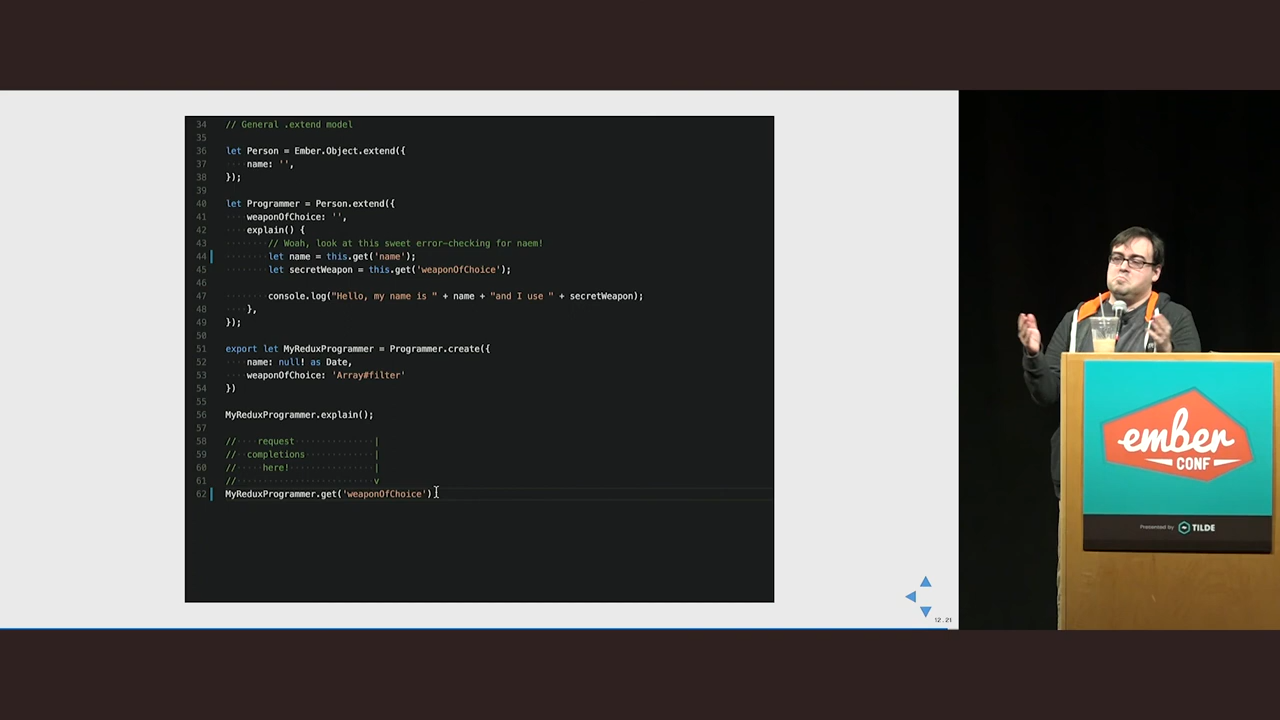 34 // General .extend model
35
36 let Person = Ember.Object.extend({
37 ····name: '',
38 });
39
40 let Programmer = Person.extend({
41 ····weaponOfChoice: '',
42 ····explain() {
43 ········// Woah, look at this sweet error-checking for naem!
44 ········let name = this.get('name');
45 ········let secretWeapon = this.get('weaponOfChoice');
46
47 ········console.log("Hello, my name is " + name + "and I use " + secretWeapon);
48 ····},
49 });
50
51 export let MyReduxProgrammer = Programmer.create({
52 ····name: null! as Date,
53 ····weaponOfChoice: 'Array#filter'
54 })
55
56 MyReduxProgrammer.explain();
57
58 //····request···············|
59 //··completions·············|
60 //·····here!················|
61 //··························v
62 MyReduxProgrammer.get('weaponOfChoice')
12.21
ember
CONF
Presented by TILDE